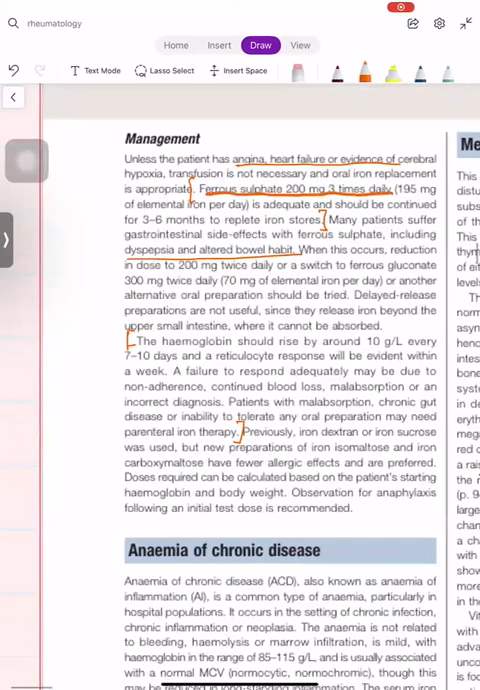 rheumatology
Home Insert Draw View
Text Mode Lasso Select Insert Space
Management
Unless the patient has angina, heart failure or evidence of cerebral
hypoxia, transfusion is not necessary and oral iron replacement
is appropriate. Ferrous sulphate 200 mg 3 times daily (195 mg
of elemental iron per day) is adequate and should be continued
for 3–6 months to replete iron stores. Many patients suffer
gastrointestinal side-effects with ferrous sulphate, including
dyspepsia and altered bowel habit. When this occurs, reduction
in dose to 200 mg twice daily or a switch to ferrous gluconate
300 mg twice daily (70 mg of elemental iron per day) or another
alternative oral preparation should be tried. Delayed-release
preparations are not useful, since they release iron beyond the
upper small intestine, where it cannot be absorbed.
The haemoglobin should rise by around 10 g/L every
7–10 days and a reticulocyte response will be evident within
a week. A failure to respond adequately may be due to
non-adherence, continued blood loss, malabsorption or an
incorrect diagnosis. Patients with malabsorption, chronic gut
disease or inability to tolerate any oral preparation may need
parenteral iron therapy. Previously, iron dextran or iron sucrose
was used, but new preparations of iron isomaltose and iron
carboxymaltose have fewer allergic effects and are preferred.
Doses required can be calculated based on the patient's starting
haemoglobin and body weight. Observation for anaphylaxis
following an initial test dose is recommended.
Anaemia of chronic disease
Anaemia of chronic disease (ACD), also known as anaemia of
inflammation (AI), is a common type of anaemia, particularly in
hospital populations. It occurs in the setting of chronic infection,
chronic inflammation or neoplasia. The anaemia is not related
to bleeding, haemolysis or marrow infiltration, is mild, with
haemoglobin in the range of 85–115 g/L, and is usually associated
with a normal MCV (normocytic, normochromic), though this
may be reduced in long-standing inflammation. The serum iron